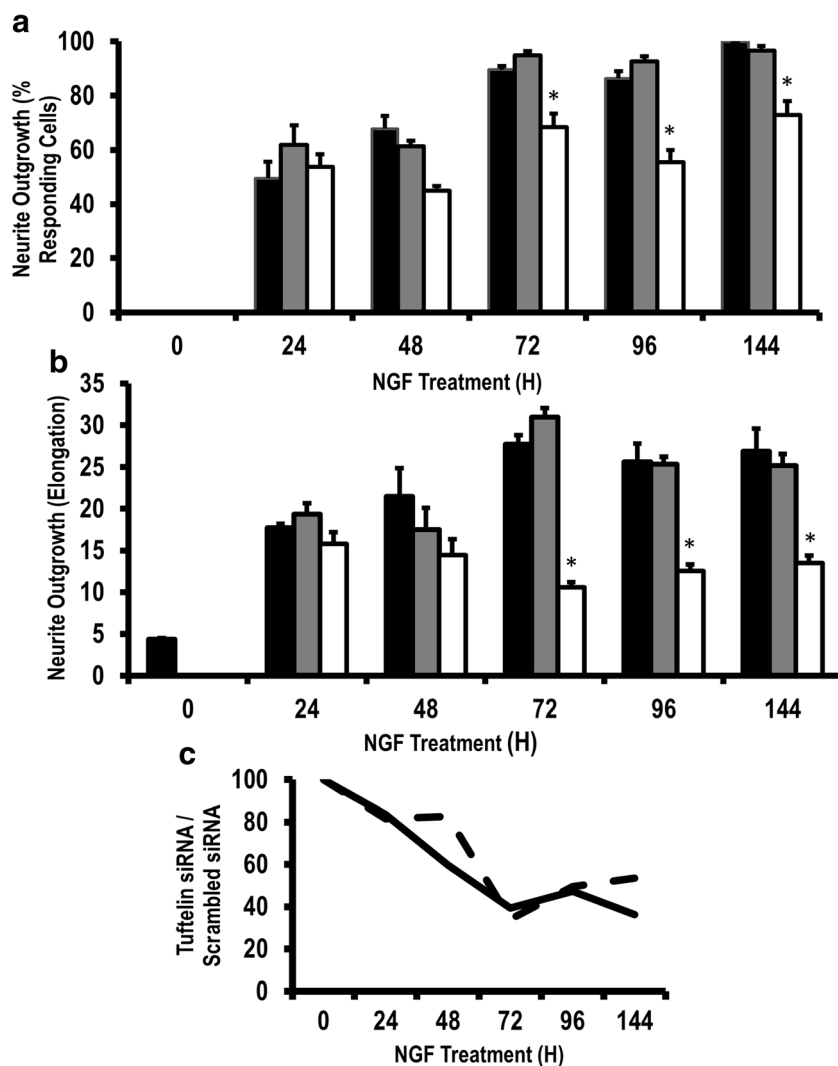 a
Neurite Outgrowth (%
Responding Cells)
100
80
60
40
20
0
*
*
*
0 24 48 72 96 144
NGF Treatment (H)
b
Neurite Outgrowth (Elongation)
35
30
25
20
15
10
5
0
*
*
*
0 24 48 72 96 144
NGF Treatment (H)
c
Tuftelin siRNA /
Scrambled siRNA
100
80
60
40
20
0
0 24 48 72 96 144
NGF Treatment (H)